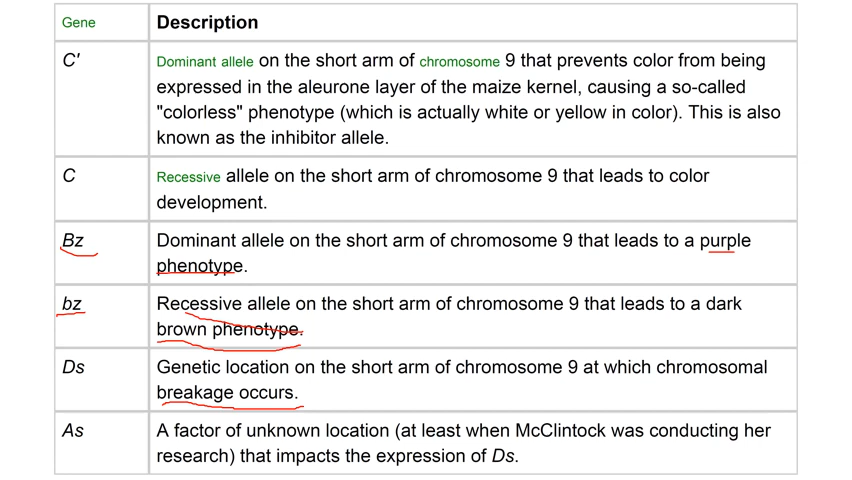 Gene Description
C' Dominant allele on the short arm of chromosome 9 that prevents color from being
expressed in the aleurone layer of the maize kernel, causing a so-called
"colorless" phenotype (which is actually white or yellow in color). This is also
known as the inhibitor allele.
C Recessive allele on the short arm of chromosome 9 that leads to color
development.
Bz Dominant allele on the short arm of chromosome 9 that leads to a purple
phenotype.
bz Recessive allele on the short arm of chromosome 9 that leads to a dark
brown phenotype.
Ds Genetic location on the short arm of chromosome 9 at which chromosomal
breakage occurs.
As A factor of unknown location (at least when McClintock was conducting her
research) that impacts the expression of Ds.